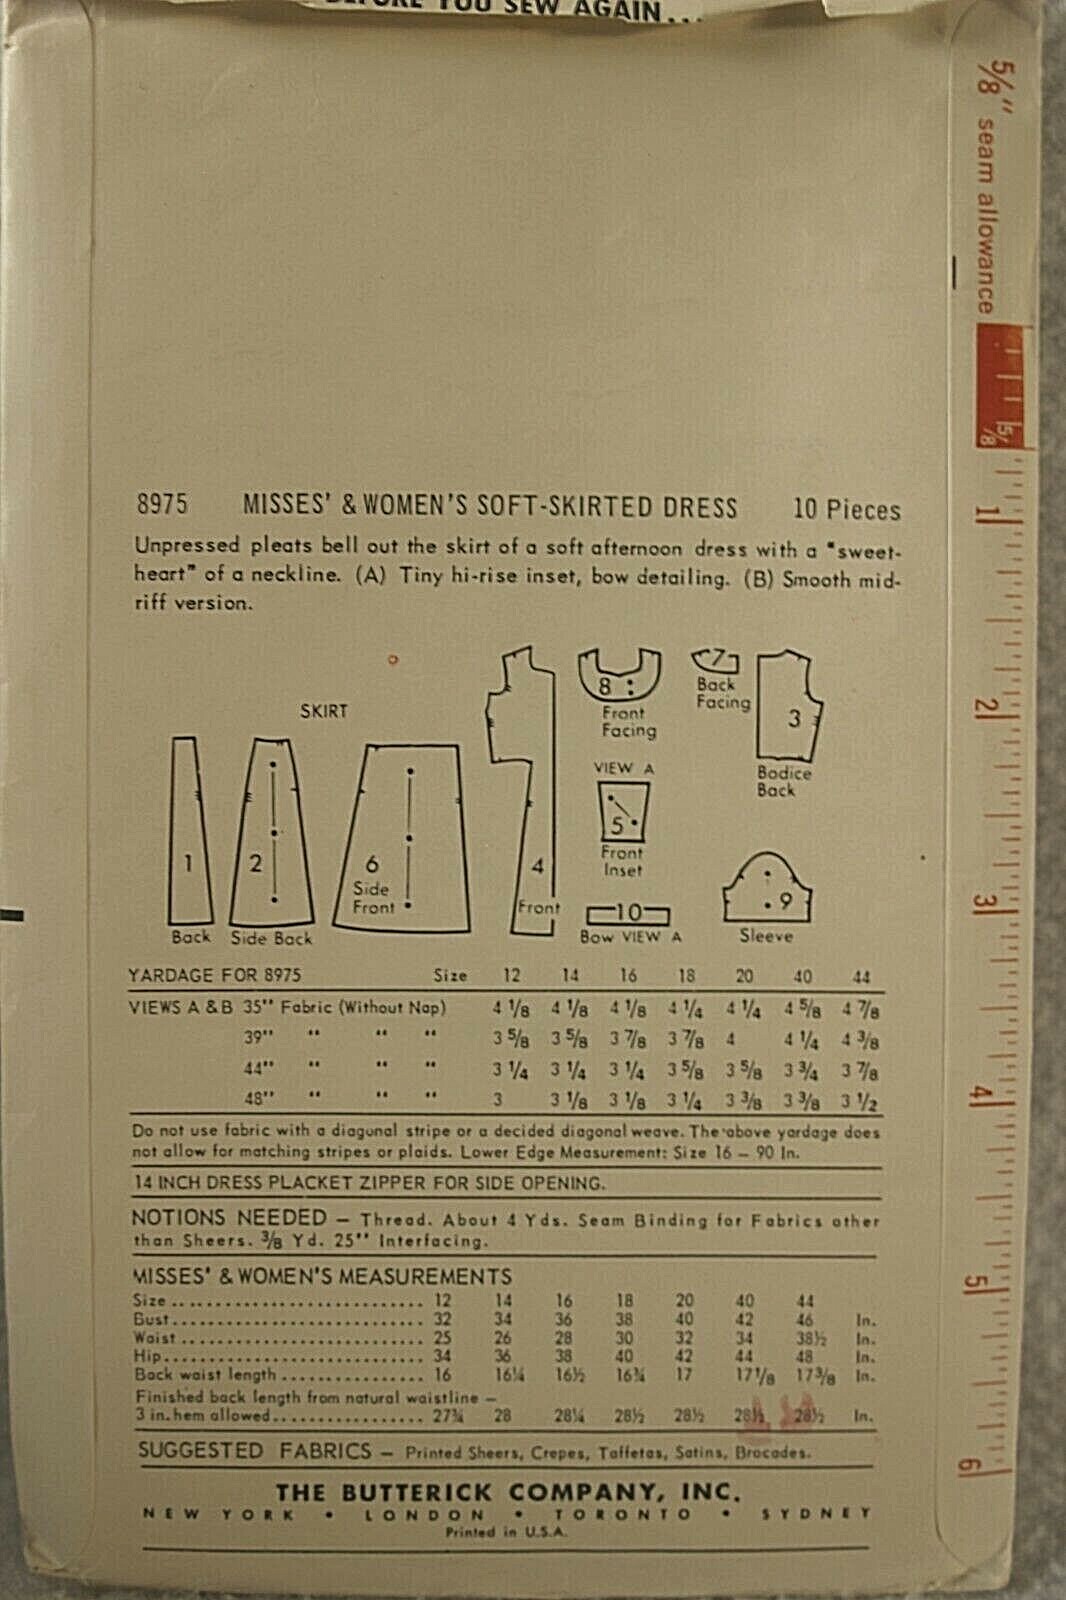 BEFORE YOU SEW AGAIN...
5/8" seam allowance
5/8
1
2
3
4
5
6
8975 MISSES' & WOMEN'S SOFT-SKIRTED DRESS 10 Pieces
Unpressed pleats bell out the skirt of a soft afternoon dress with a "sweet-
heart" of a neckline. (A) Tiny hi-rise inset, bow detailing. (B) Smooth mid-
riff version.
SKIRT
1
Back
2
Side Back
6
Side
Front
4
Front
8
Front
Facing
7
Back
Facing
3
Bodice
Back
VIEW A
5
Front
Inset
10
Bow VIEW A
9
Sleeve
YARDAGE FOR 8975 Size 12 14 16 18 20 40 44
VIEWS A & B 35" Fabric (Without Nap) 4 1/8 4 1/8 4 1/8 4 1/4 4 1/4 4 5/8 4 7/8
39" " " " 3 5/8 3 5/8 3 7/8 3 7/8 4 4 1/4 4 3/8
44" " " " 3 1/4 3 1/4 3 1/4 3 5/8 3 5/8 3 3/4 3 7/8
48" " " " 3 3 1/8 3 1/8 3 1/4 3 3/8 3 3/8 3 1/2
Do not use fabric with a diagonal stripe or a decided diagonal weave. The above yardage does
not allow for matching stripes or plaids. Lower Edge Measurement: Size 16 – 90 In.
14 INCH DRESS PLACKET ZIPPER FOR SIDE OPENING.
NOTIONS NEEDED – Thread. About 4 Yds. Seam Binding for Fabrics other
than Sheers. 3/8 Yd. 25" Interfacing.
MISSES' & WOMEN'S MEASUREMENTS
Size.......................... 12 14 16 18 20 40 44
Bust.......................... 32 34 36 38 40 42 46 In.
Waist......................... 25 26 28 30 32 34 38½ In.
Hip........................... 34 36 38 40 42 44 48 In.
Back waist length ................ 16 16¼ 16½ 16¾ 17 17 1/8 17 3/8 In.
Finished back length from natural waistline –
3 in. hem allowed................. 27¾ 28 28¼ 28½ 28½ 28½ 28½ In.
SUGGESTED FABRICS – Printed Sheers, Crepes, Taffetas, Satins, Brocades.
THE BUTTERICK COMPANY, INC.
NEW YORK • LONDON • TORONTO • SYDNEY
Printed in U.S.A.